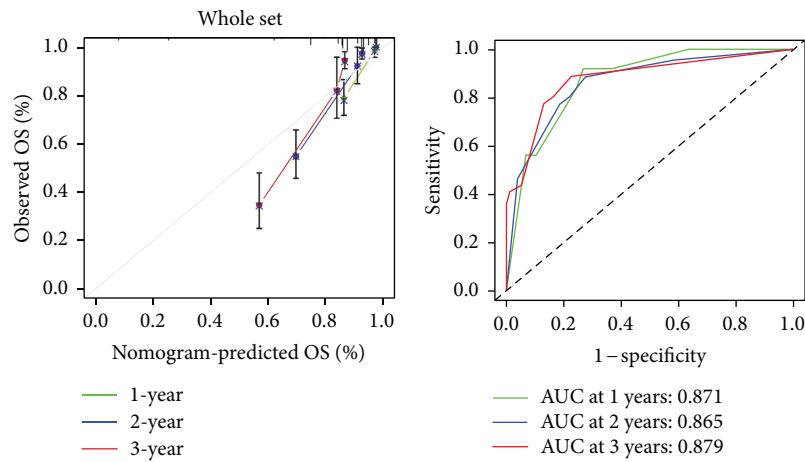 Whole set
Observed OS (%)
1.0
0.8
0.6
0.4
0.2
0.0
0.0 0.2 0.4 0.6 0.8 1.0
Nomogram-predicted OS (%)
1-year
2-year
3-year
Sensitivity
1.0
0.8
0.6
0.4
0.2
0.0
0.0 0.2 0.4 0.6 0.8 1.0
1−specificity
AUC at 1 years: 0.871
AUC at 2 years: 0.865
AUC at 3 years: 0.879